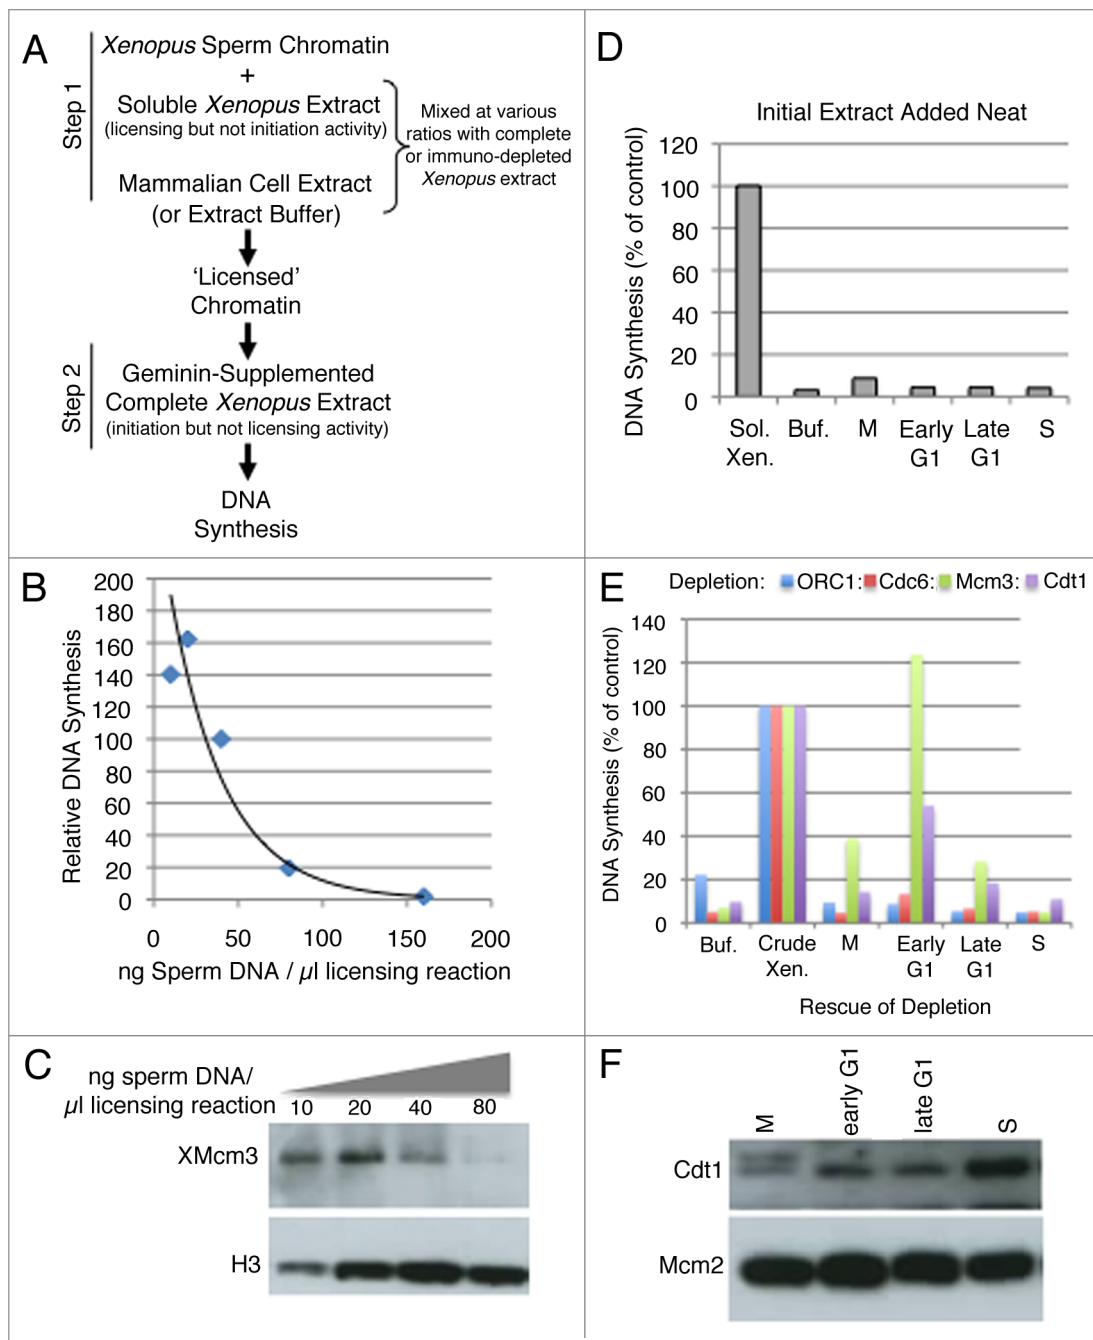 A
Step 1
Xenopus Sperm Chromatin
+
Soluble Xenopus Extract
(licensing but not initiation activity)
Mammalian Cell Extract
(or Extract Buffer)
Mixed at various
ratios with complete
or immuno-depleted
Xenopus extract
‘Licensed’
Chromatin
Step 2
Geminin-Supplemented
Complete Xenopus Extract
(initiation but not licensing activity)
DNA
Synthesis
B
Relative DNA Synthesis
200
180
160
140
120
100
80
60
40
20
0
0 50 100 150 200
ng Sperm DNA / µl licensing reaction
C
ng sperm DNA/
µl licensing reaction 10 20 40 80
XMcm3
H3
D
Initial Extract Added Neat
DNA Synthesis (% of control)
120
100
80
60
40
20
0
Sol. Xen.
Buf.
M
Early G1
Late G1
S
E
Depletion: ORC1: Cdc6: Mcm3: Cdt1
DNA Synthesis (% of control)
140
120
100
80
60
40
20
0
Buf.
Crude Xen.
M
Early G1
Late G1
S
Rescue of Depletion
F
M
early G1
late G1
S
Cdt1
Mcm2